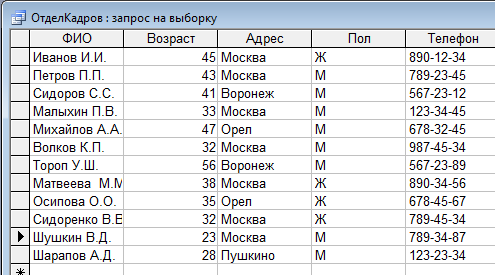 ОтделКадров : запрос на выборку
ФИО Возраст Адрес Пол Телефон
Иванов И.И. 45 Москва Ж 890-12-34
Петров П.П. 43 Москва М 789-23-45
Сидоров С.С. 41 Воронеж М 567-23-12
Малыхин П.В. 33 Москва М 123-34-45
Михайлов А.А. 47 Орел М 678-32-45
Волков К.П. 32 Москва М 987-45-34
Тороп У.Ш. 56 Воронеж М 567-23-89
Матвеева М.М 38 Москва Ж 890-34-56
Осипова О.О. 35 Орел Ж 678-45-67
Сидоренко В.Е 32 Москва Ж 789-45-34
Шушкин В.Д. 23 Москва М 789-34-87
Шарапов А.Д. 28 Пушкино М 123-23-34